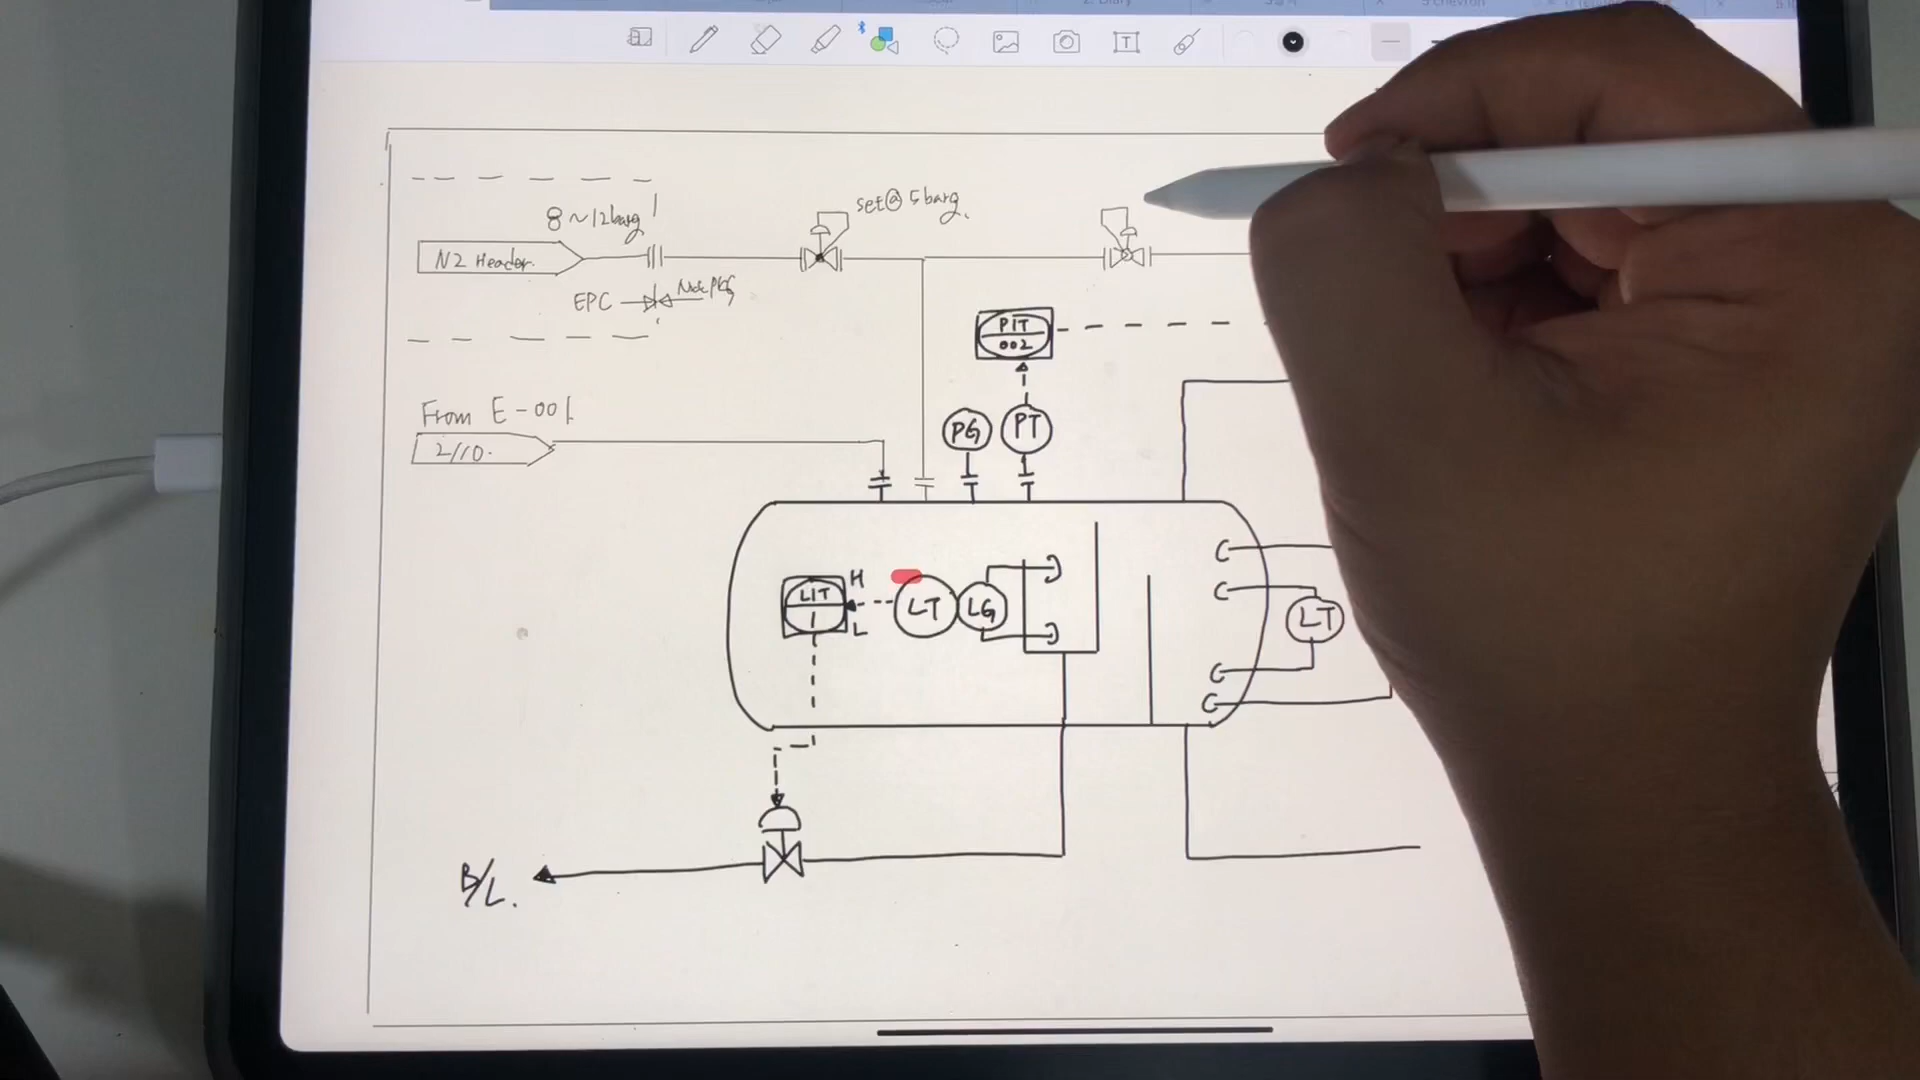 8~12barg
set@ 5barg.
N2 Header.
EPC
PIT
002
From E-001.
2/10.
PG
PT
H
LIT
LT
LG
L
LT
B/L.